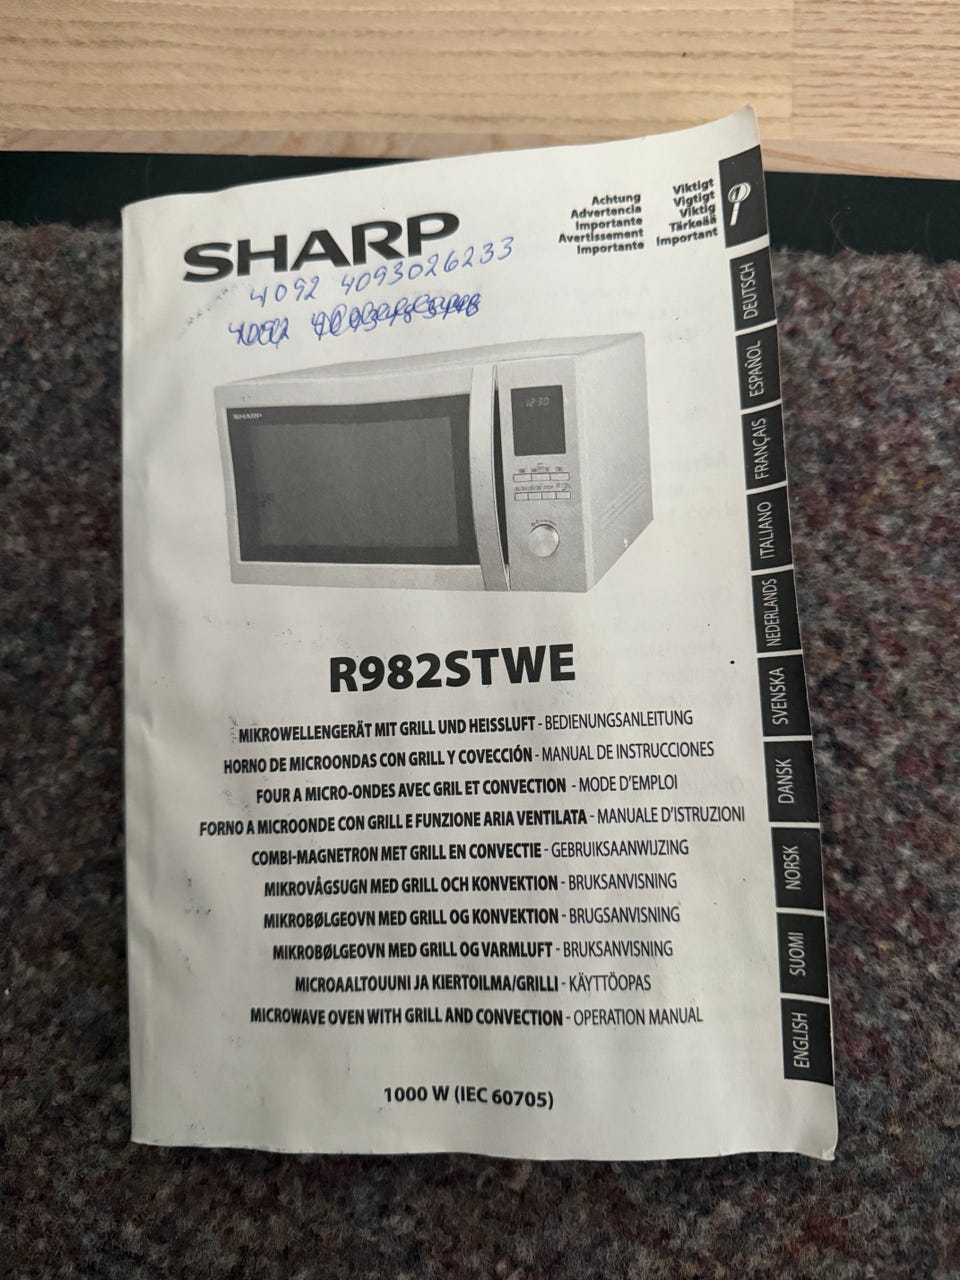 Achtung
Advertencia
Importante
Avertissement
Importante
Viktigt
Vigtigt
Viktig
Tärkeää
Important
SHARP
4092 4093026233
SHARP
12:30
R982STWE
MIKROWELLENGERÄT MIT GRILL UND HEISSLUFT - BEDIENUNGSANLEITUNG
HORNO DE MICROONDAS CON GRILL Y COVECCIÓN - MANUAL DE INSTRUCCIONES
FOUR A MICRO-ONDES AVEC GRIL ET CONVECTION - MODE D'EMPLOI
FORNO A MICROONDE CON GRILL E FUNZIONE ARIA VENTILATA - MANUALE D'ISTRUZIONI
COMBI-MAGNETRON MET GRILL EN CONVECTIE - GEBRUIKSAANWIJZING
MIKROVÅGSUGN MED GRILL OCH KONVEKTION - BRUKSANVISNING
MIKROBØLGEOVN MED GRILL OG KONVEKTION - BRUGSANVISNING
MIKROBØLGEOVN MED GRILL OG VARMLUFT - BRUKSANVISNING
MICROAALTOUUNI JA KIERTOILMA/GRILLI - KÄYTTÖOPAS
MICROWAVE OVEN WITH GRILL AND CONVECTION - OPERATION MANUAL
1000 W (IEC 60705)
DEUTSCH
ESPAÑOL
FRANÇAIS
ITALIANO
NEDERLANDS
SVENSKA
DANSK
NORSK
SUOMI
ENGLISH